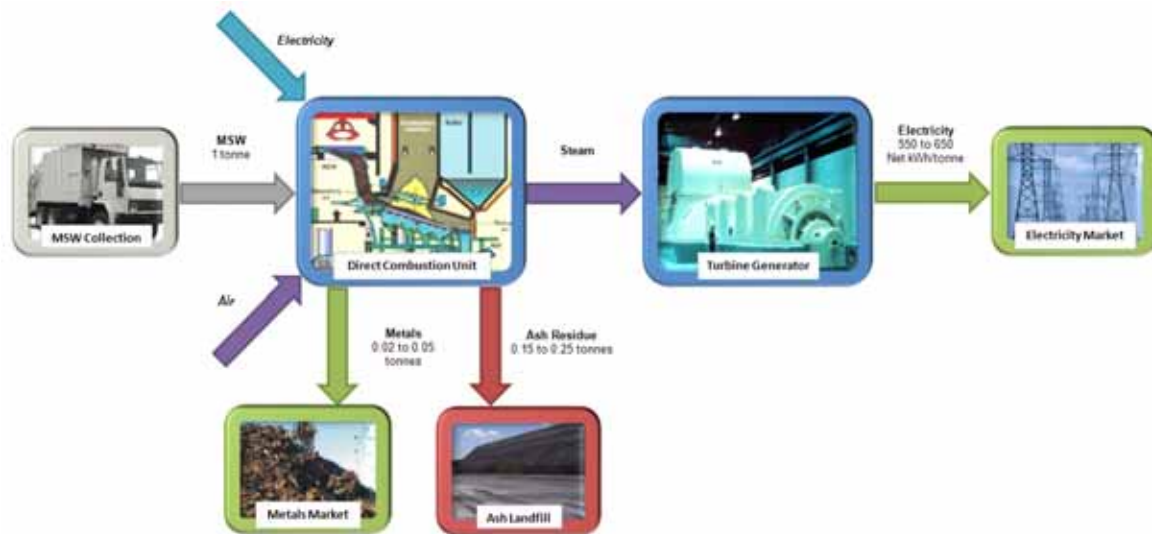 Electricity
MSW
1 tonne
MSW Collection
Direct Combustion Unit
Steam
Turbine Generator
Electricity
550 to 650
Net kWh/tonne
Electricity Market
Air
Metals
0.02 to 0.05
tonnes
Ash Residue
0.15 to 0.25 tonnes
Metals Market
Ash Landfill